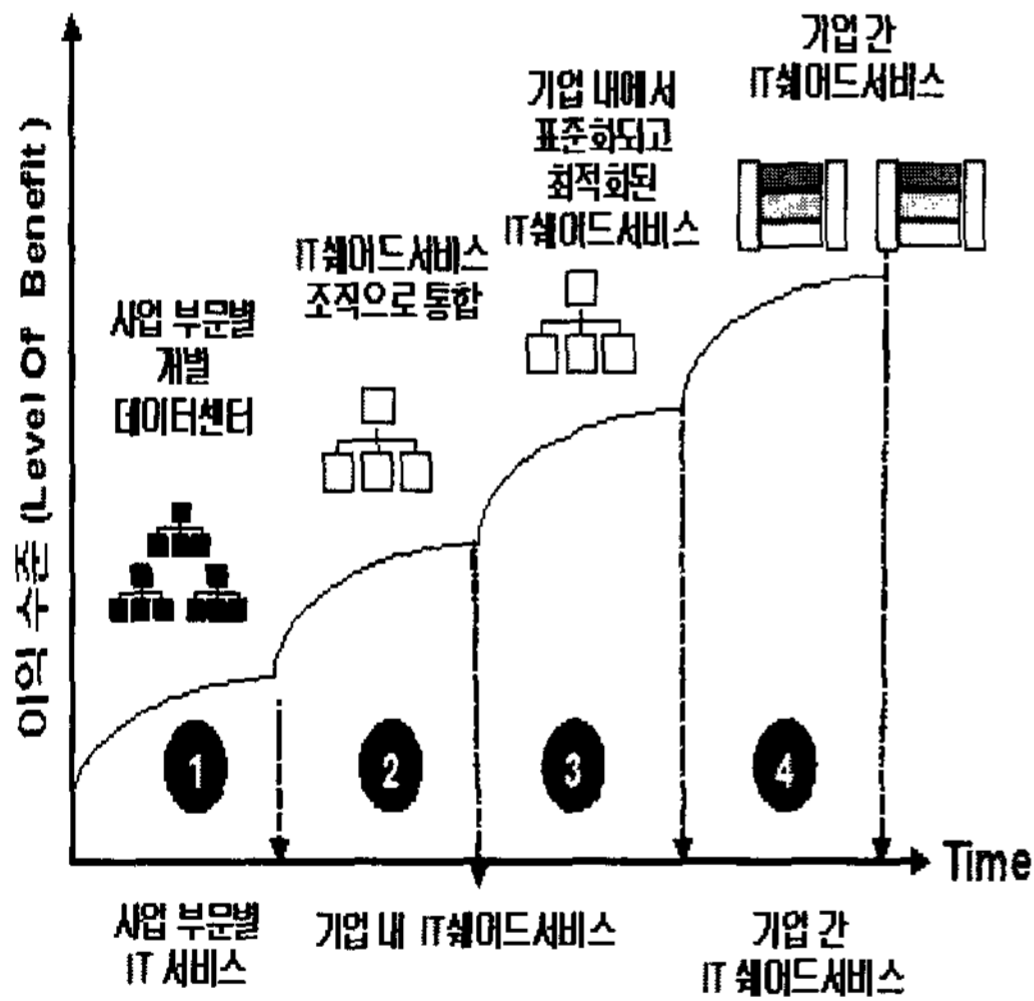 기업 간
IT쉐어드서비스
기업 내에서
표준화되고
최적화된
IT쉐어드서비스
IT쉐어드서비스
조직으로 통합
사업 부문별
개별
데이터센터
이익 수준 (Level Of Benefit)
1
2
3
4
Time
사업 부문별
IT 서비스
기업 내 IT쉐어드서비스
기업 간
IT 쉐어드서비스